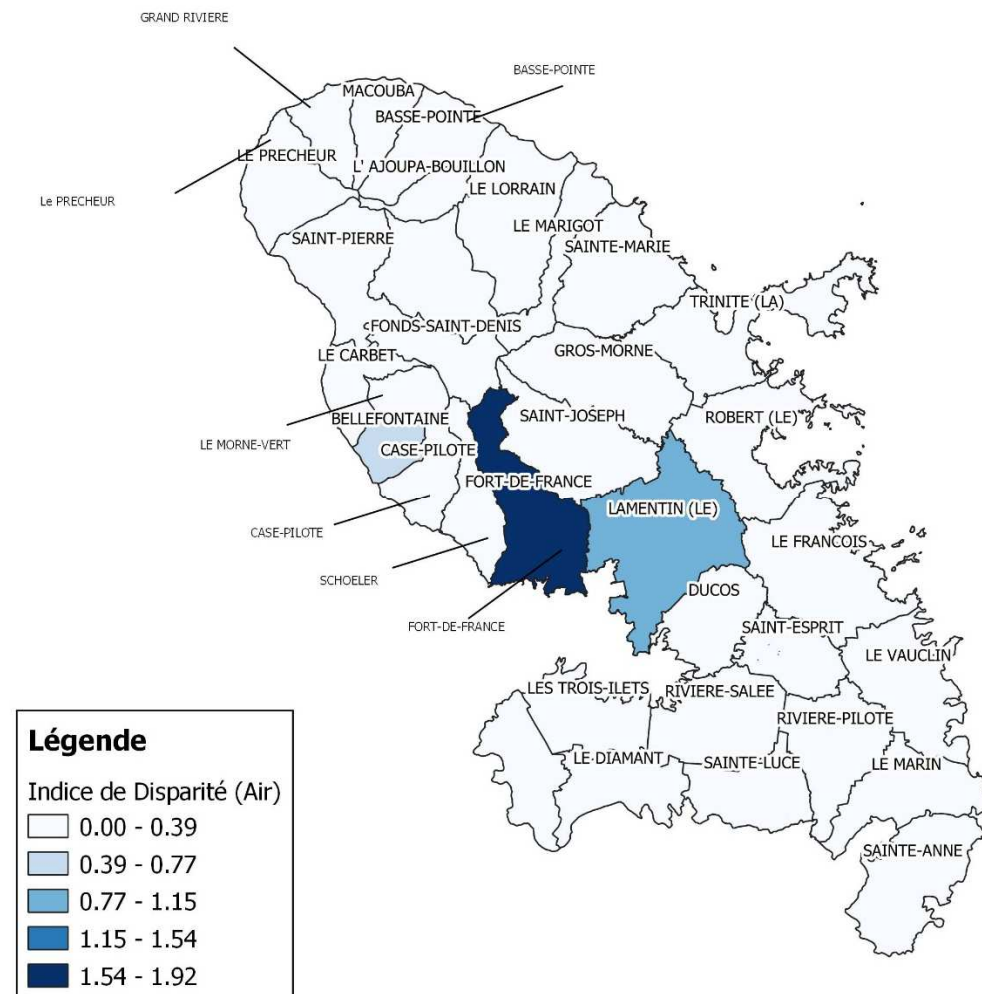 GRAND RIVIERE
BASSE-POINTE
MACOUBA
BASSE-POINTE
LE PRECHEUR
L' AJOUPA-BOUILLON
LE LORRAIN
Le PRECHEUR
LE MARIGOT
SAINT-PIERRE
SAINTE-MARIE
TRINITE (LA)
FONDS-SAINT-DENIS
GROS-MORNE
LE CARBET
BELLEFONTAINE
SAINT-JOSEPH
ROBERT (LE)
LE MORNE-VERT
CASE-PILOTE
FORT-DE-FRANCE
LAMENTIN (LE)
CASE-PILOTE
LE FRANCOIS
SCHOELER
DUCOS
FORT-DE-FRANCE
SAINT-ESPRIT
LE VAUCLIN
LES TROIS-ILETS
RIVIERE-SALEE
RIVIERE-PILOTE
LE DIAMANT
SAINTE-LUCE
LE MARIN
SAINTE-ANNE
Légende
Indice de Disparité (Air)
0.00 - 0.39
0.39 - 0.77
0.77 - 1.15
1.15 - 1.54
1.54 - 1.92